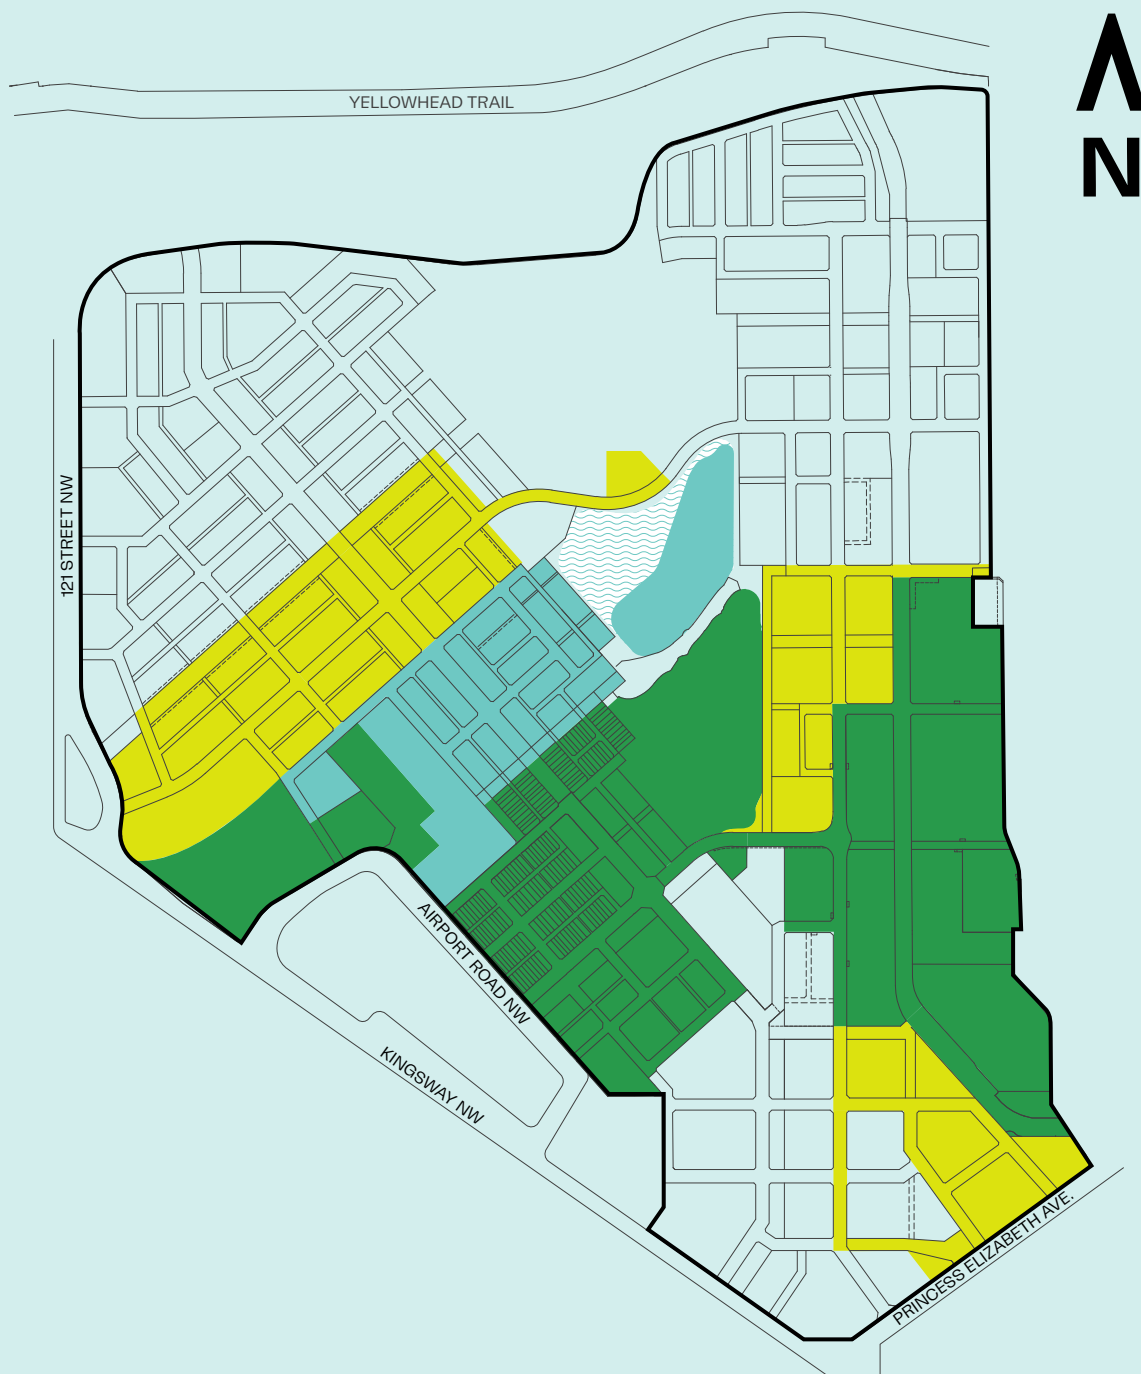 YELLOWHEAD TRAIL
N
121 STREET NW
AIRPORT ROAD NW
KINGSWAY NW
PRINCESS ELIZABETH AVE.